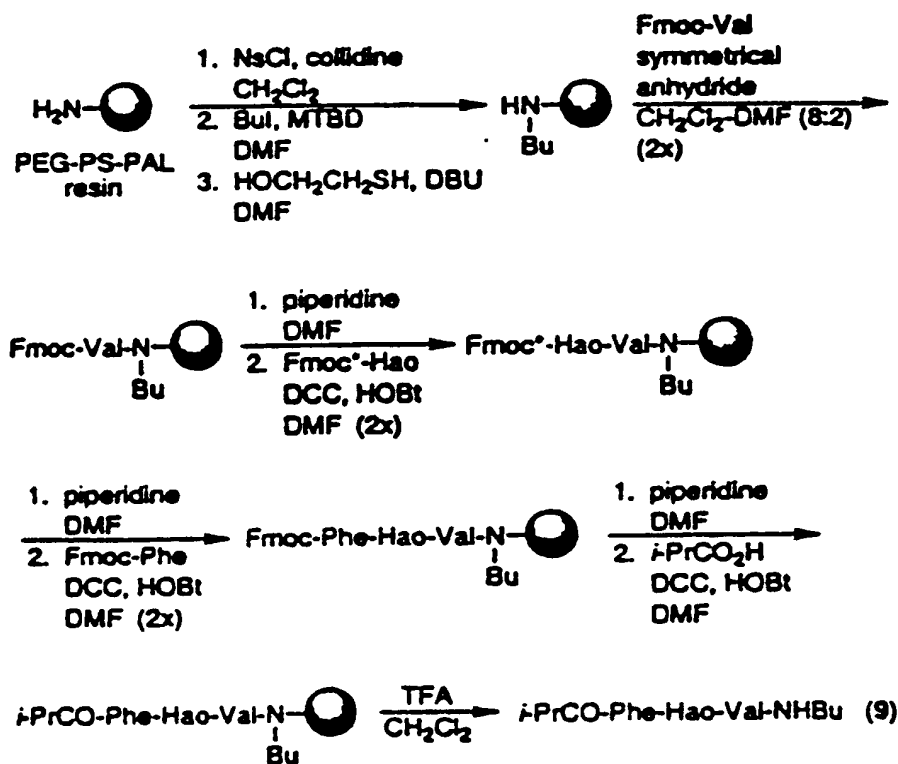 H₂N
PEG-PS-PAL
resin
1. NsCl, collidine
CH₂Cl₂
2. BuI, MTBD
DMF
3. HOCH₂CH₂SH, DBU
DMF
HN
Bu
Fmoc-Val
symmetrical
anhydride
CH₂Cl₂-DMF (8:2)
(2x)
Fmoc-Val-N
Bu
1. piperidine
DMF
2. Fmoc*-Hao
DCC, HOBt
DMF (2x)
Fmoc*-Hao-Val-N
Bu
1. piperidine
DMF
2. Fmoc-Phe
DCC, HOBt
DMF (2x)
Fmoc-Phe-Hao-Val-N
Bu
1. piperidine
DMF
2. i-PrCO₂H
DCC, HOBt
DMF
i-PrCO-Phe-Hao-Val-N
Bu
TFA
CH₂Cl₂
i-PrCO-Phe-Hao-Val-NHBu (9)